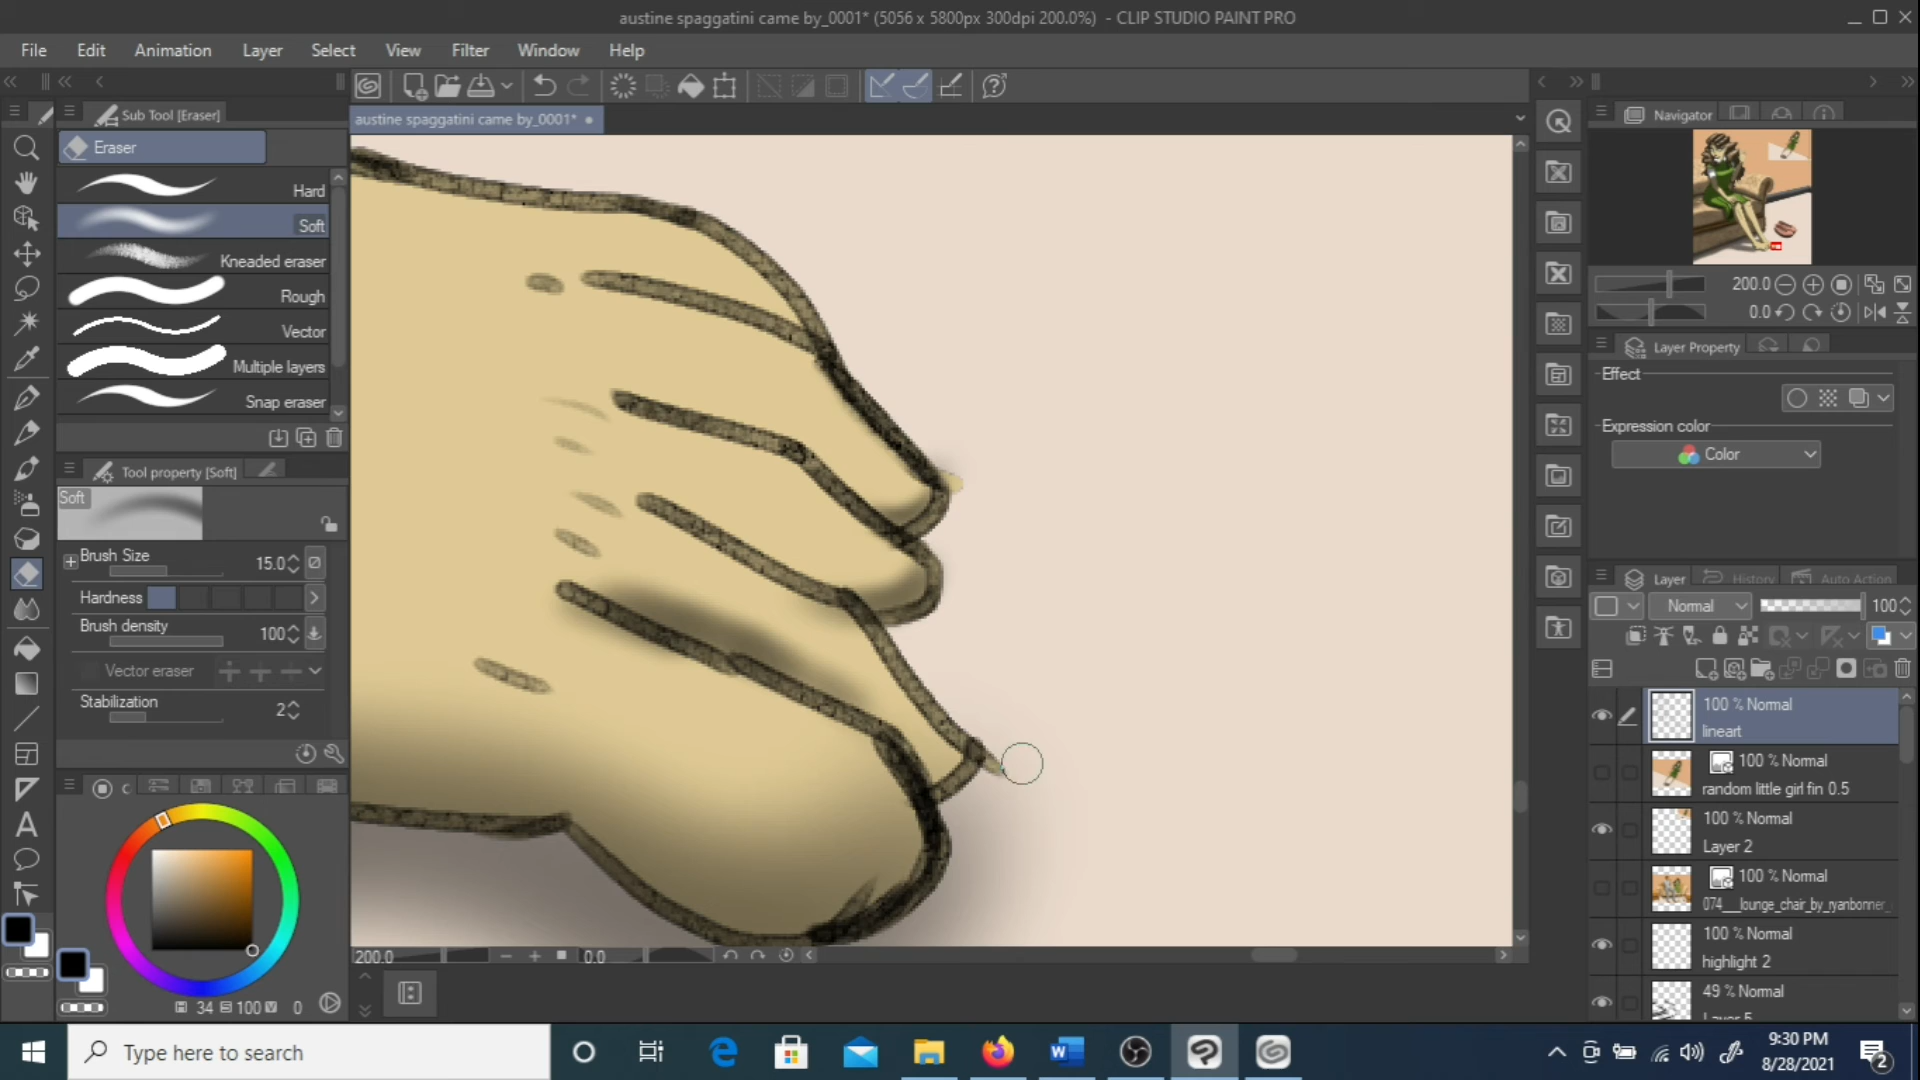 austine spaggatini came by_0001* (5056 x 5800px 300dpi 200.0%) - CLIP STUDIO PAINT PRO
File Edit Animation Layer Select View Filter Window Help
Sub Tool [Eraser]
Eraser
Hard
Soft
Kneaded eraser
Rough
Vector
Multiple layers
Snap eraser
Tool property [Soft]
Soft
Brush Size 15.0
Hardness
Brush density 100
Vector eraser
Stabilization 2
34 100 0
austine spaggatini came by_0001*
200.0 0.0
Navigator
200.0
0.0
Layer Property
Effect
Expression color
Color
Layer History Auto Action
Normal 100
100 % Normal
lineart
100 % Normal
random little girl fin 0.5
100 % Normal
Layer 2
100 % Normal
074___lounge_chair_by_ryanbonner_
100 % Normal
highlight 2
49 % Normal
Layer 5
Type here to search
9:30 PM
8/28/2021
2